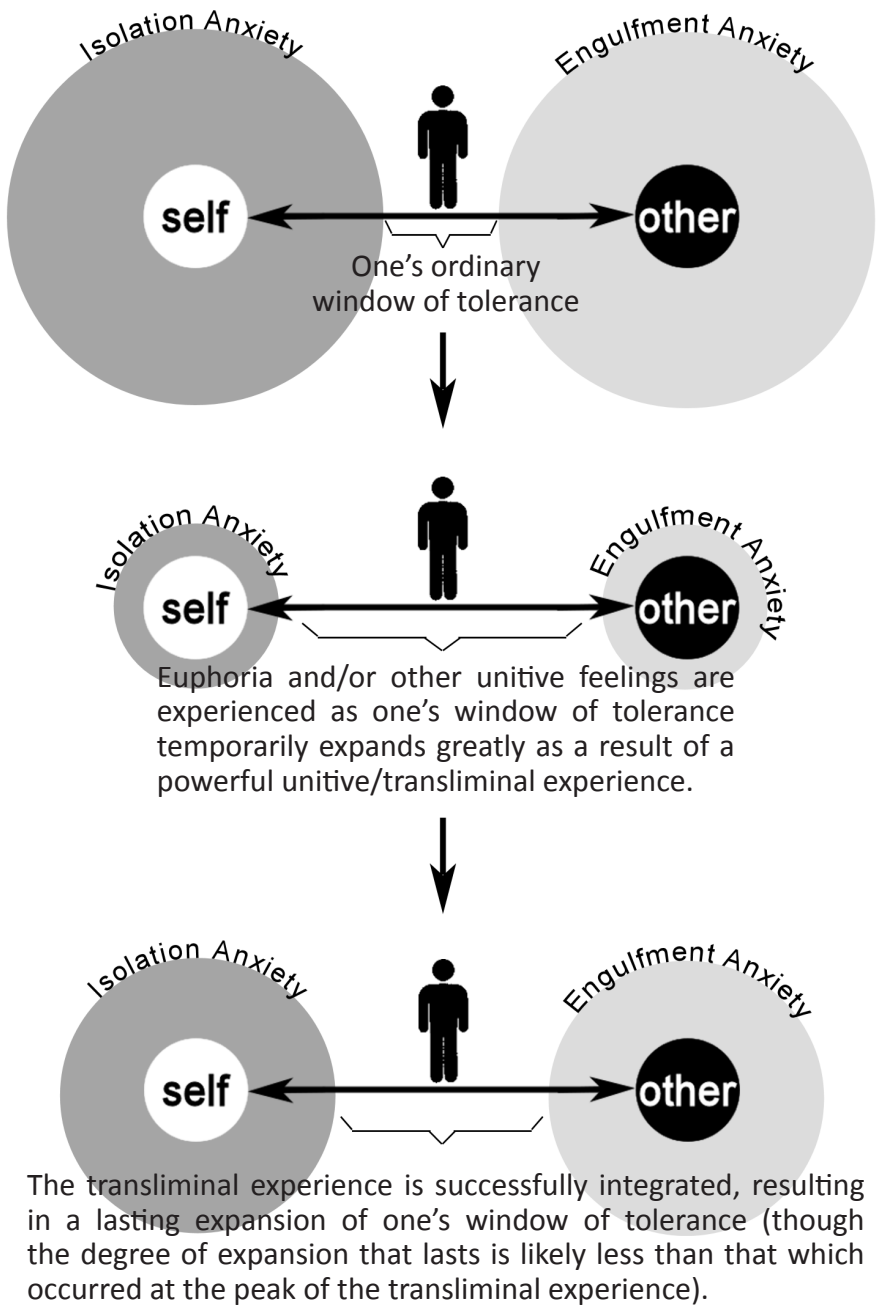 Isolation Anxiety
Engulfment Anxiety
self
other
One’s ordinary
window of tolerance
Isolation Anxiety
Engulfment Anxiety
self
other
Euphoria and/or other unitive feelings are
experienced as one’s window of tolerance
temporarily expands greatly as a result of a
powerful unitive/transliminal experience.
Isolation Anxiety
Engulfment Anxiety
self
other
The transliminal experience is successfully integrated, resulting
in a lasting expansion of one’s window of tolerance (though
the degree of expansion that lasts is likely less than that which
occurred at the peak of the transliminal experience).